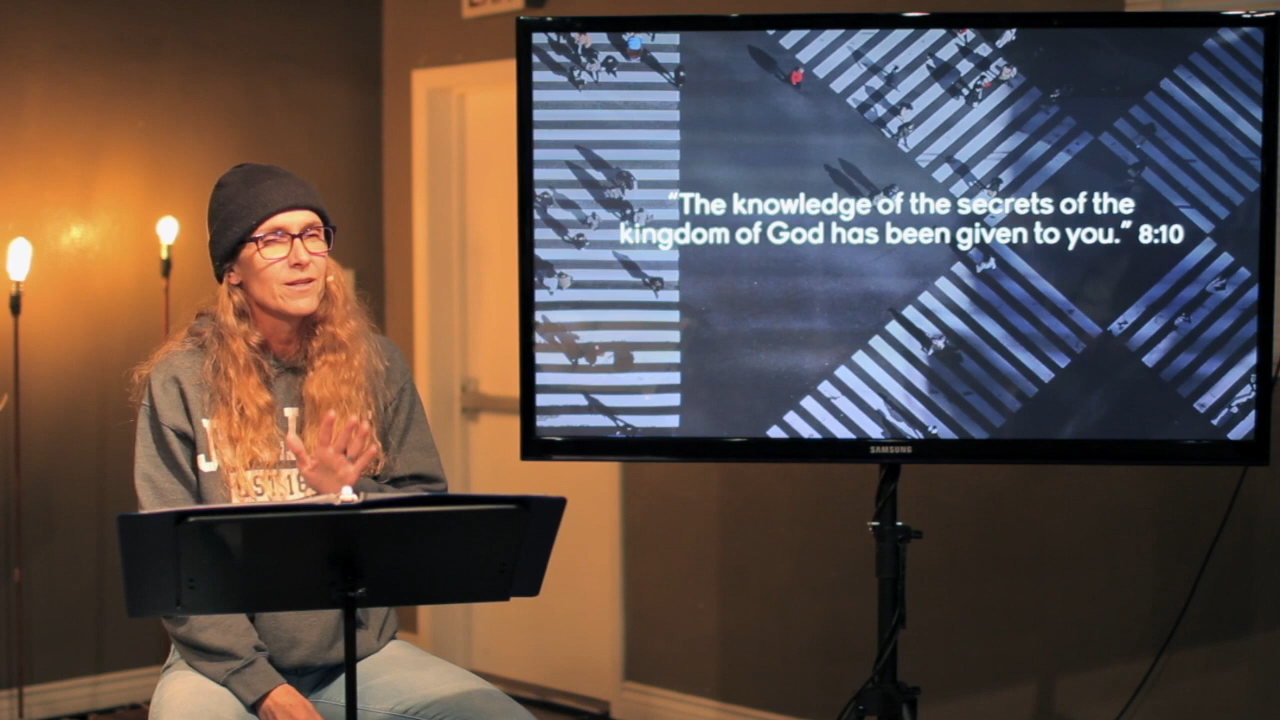 "The knowledge of the secrets of the
kingdom of God has been given to you." 8:10
SAMSUNG